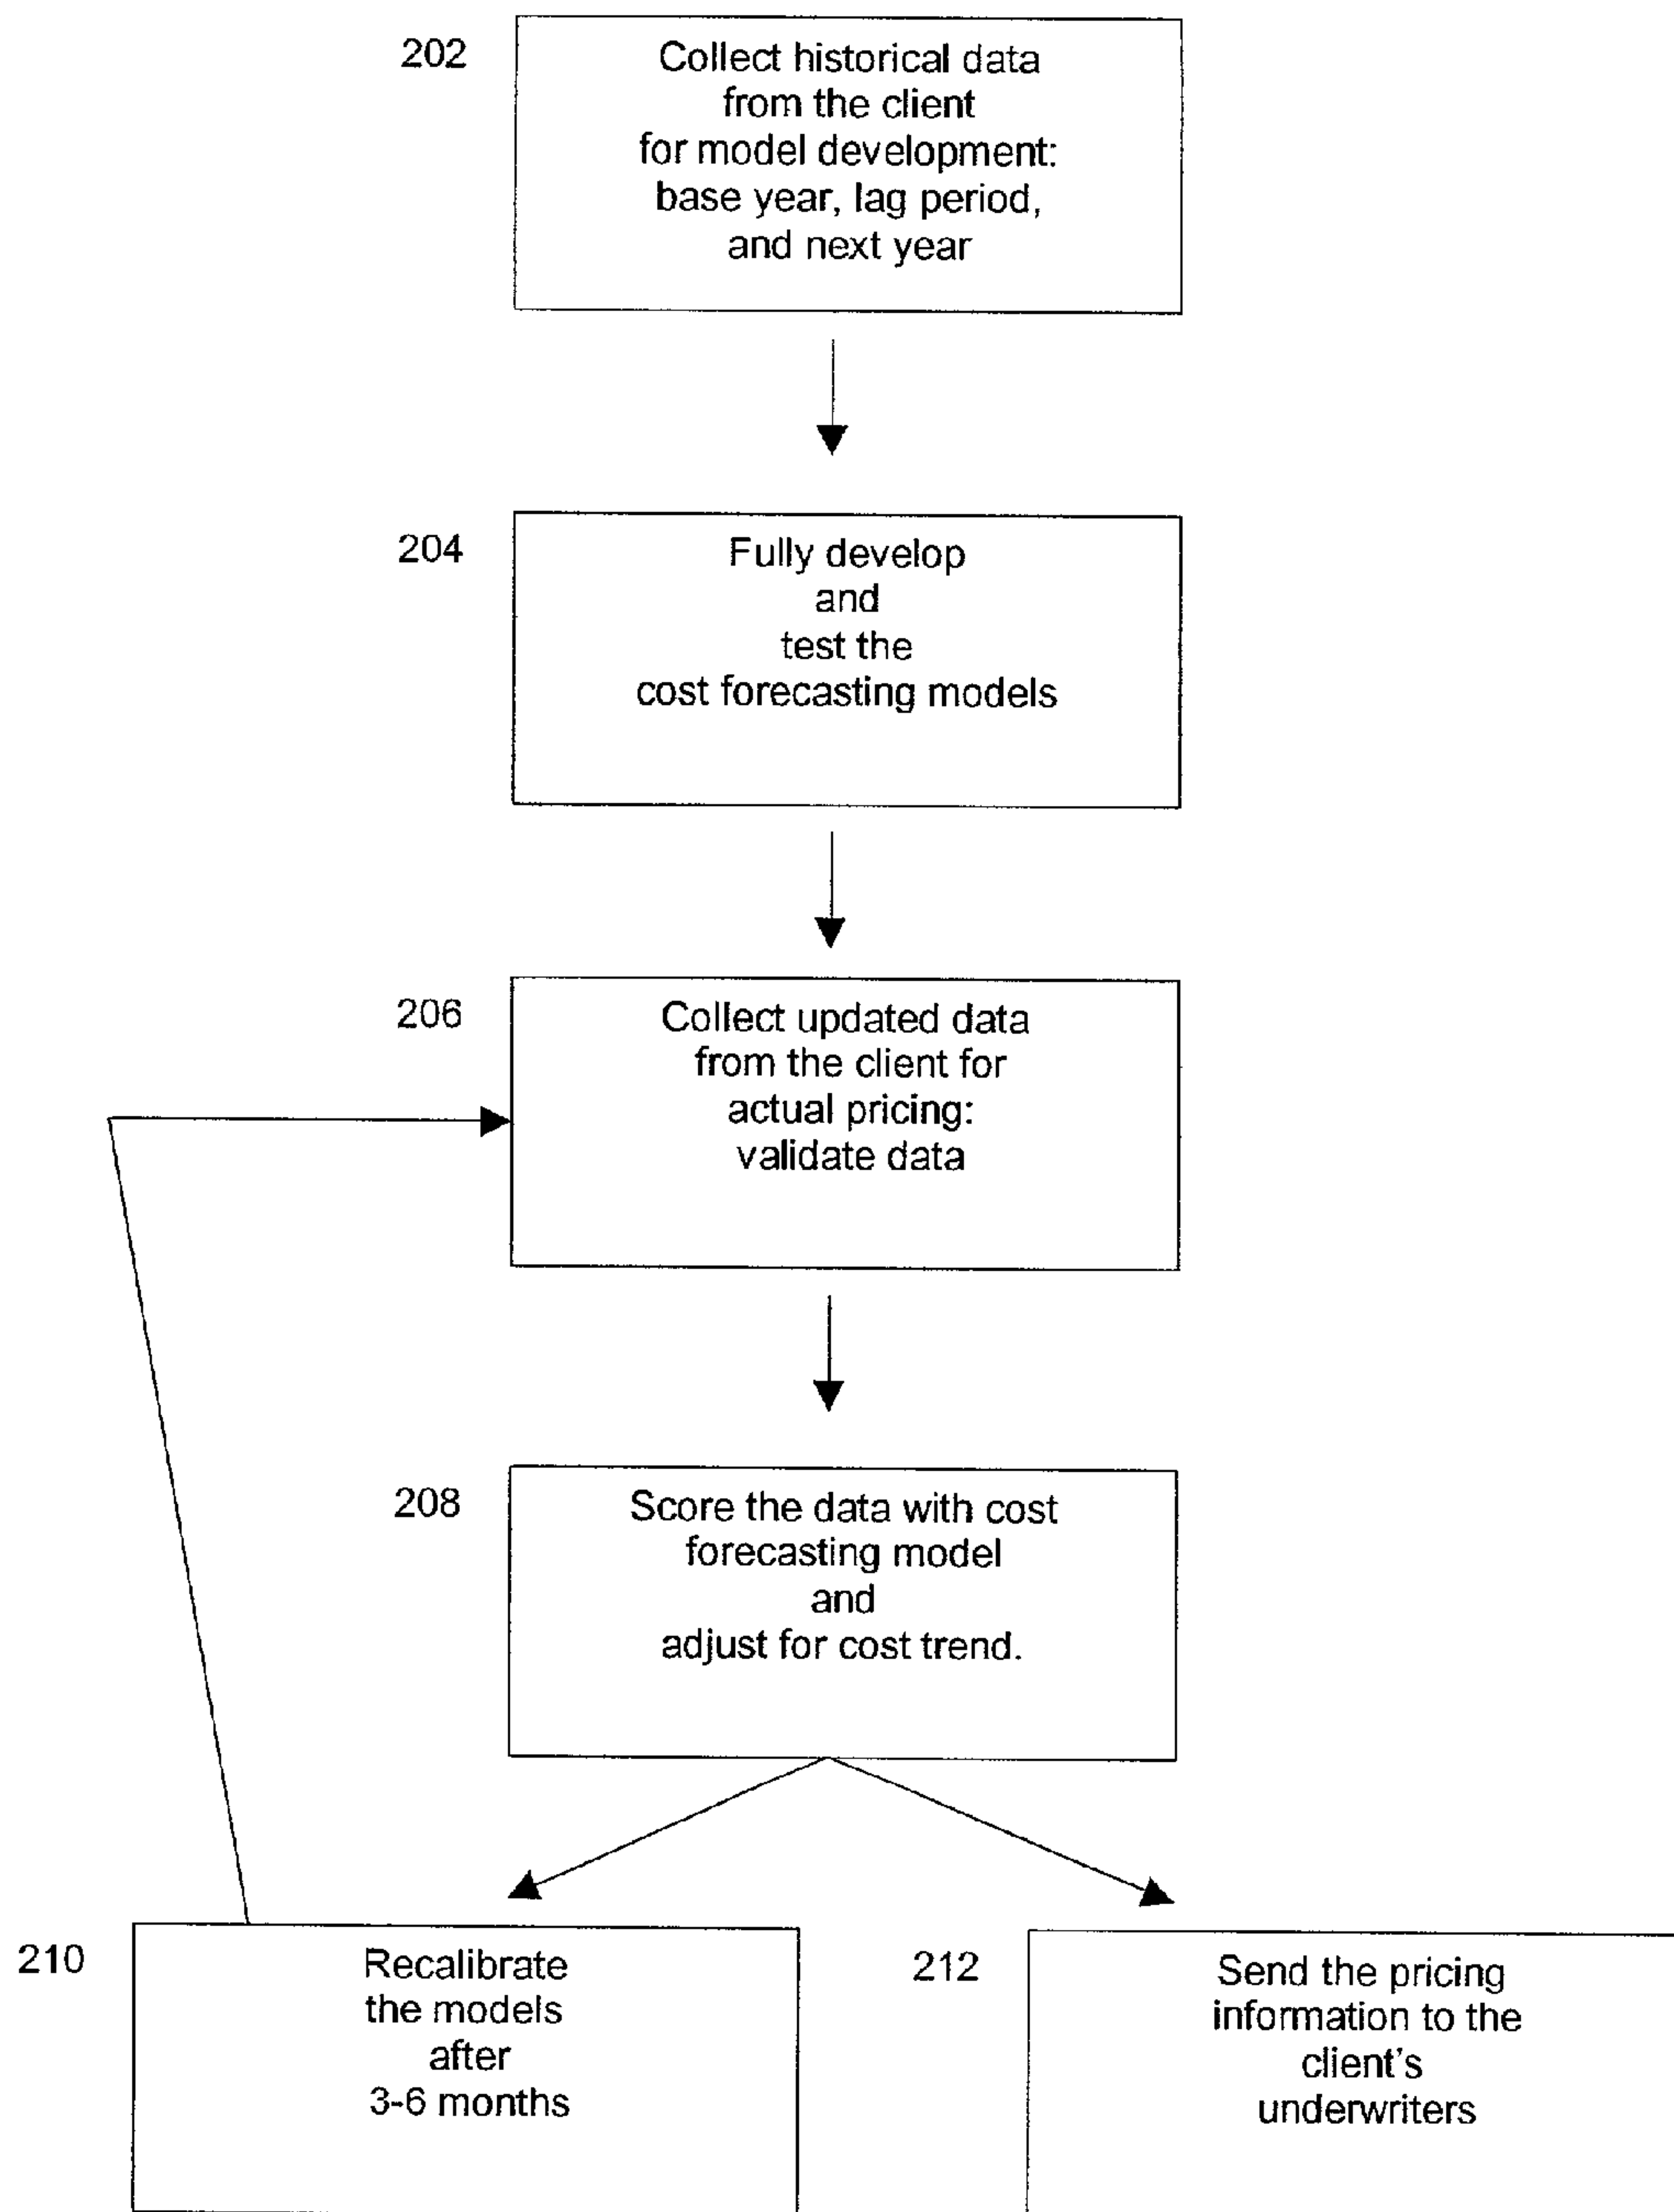 202
Collect historical data
from the client
for model development:
base year, lag period,
and next year
204
Fully develop
and
test the
cost forecasting models
206
Collect updated data
from the client for
actual pricing:
validate data
208
Score the data with cost
forecasting model
and
adjust for cost trend.
210
Recalibrate
the models
after
3-6 months
212
Send the pricing
information to the
client's
underwriters